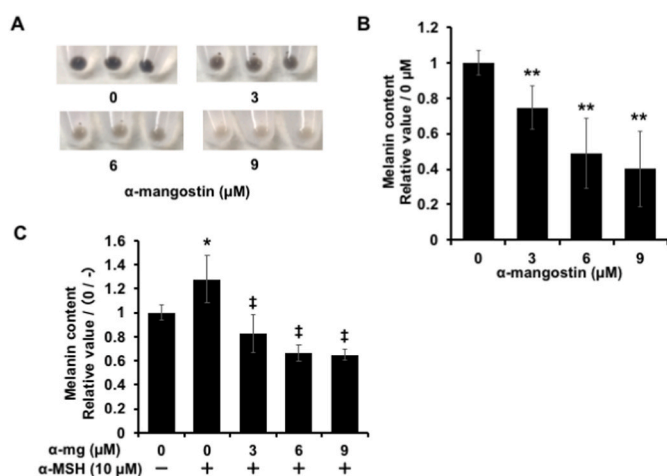 A
0
3
6
9
α-mangostin (μM)
B
Melanin content
Relative value / 0 μM
1.2
1
0.8
0.6
0.4
0.2
0
**
**
**
0 3 6 9
α-mangostin (μM)
C
Melanin content
Relative value / (0 / -)
1.6
1.4
1.2
1
0.8
0.6
0.4
0.2
0
*
‡
‡
‡
α-mg (μM) 0 0 3 6 9
α-MSH (10 μM) − + + + +